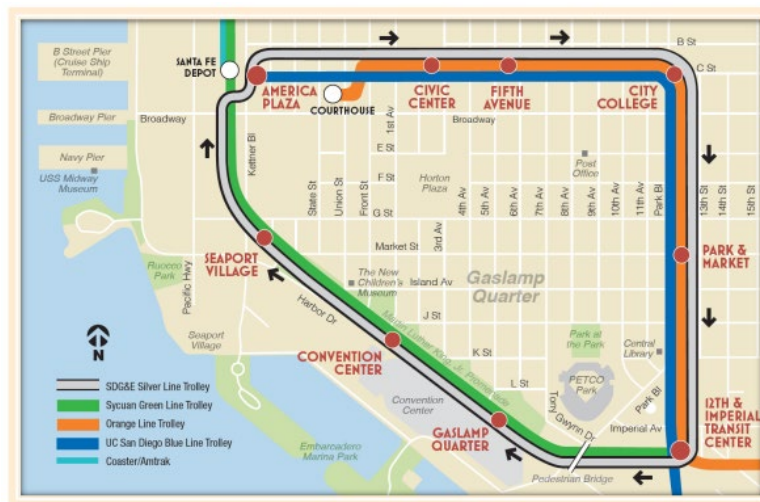 B St
B Street Pier
(Cruise Ship
Terminal)
SANTA FE
DEPOT
C St
AMERICA
PLAZA
COURTHOUSE
CIVIC
CENTER
FIFTH
AVENUE
CITY
COLLEGE
Broadway Pier
Broadway
1st Av
Broadway
Kettner Bl
E St
Navy Pier
USS Midway
Museum
Post
Office
F St
Horton
Plaza
State St
Union St
Front St
G St
3rd Av
4th Av
5th Av
6th Av
7th Av
8th Av
9th Av
10th Av
11th Av
Park Bl
13th St
14th St
15th St
Market St
SEAPORT
VILLAGE
PARK &
MARKET
Ruocco
Park
Pacific Hwy
The New
Children's
Museum
Island Av
Gaslamp
Quarter
Harbor Dr
J St
Seaport
Village
Martin Luther King, Jr. Promenade
Park at
the Park
Central
Library
N
CONVENTION
CENTER
K St
L St
PETCO
Park
Park Bl
SDG&E Silver Line Trolley
Sycuan Green Line Trolley
Orange Line Trolley
UC San Diego Blue Line Trolley
Coaster/Amtrak
Convention
Center
Tony Gwynn Dr
12TH &
IMPERIAL
TRANSIT
CENTER
GASLAMP
QUARTER
Imperial Av
Embarcadero
Marina Park
Pedestrian Bridge